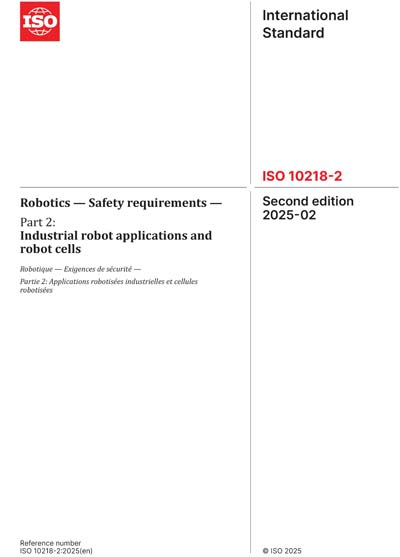 ISO
International
Standard
ISO 10218-2
Robotics — Safety requirements —
Part 2:
Industrial robot applications and
robot cells
Robotique — Exigences de sécurité —
Partie 2: Applications robotisées industrielles et cellules
robotisées
Second edition
2025-02
Reference number
ISO 10218-2:2025(en)
© ISO 2025